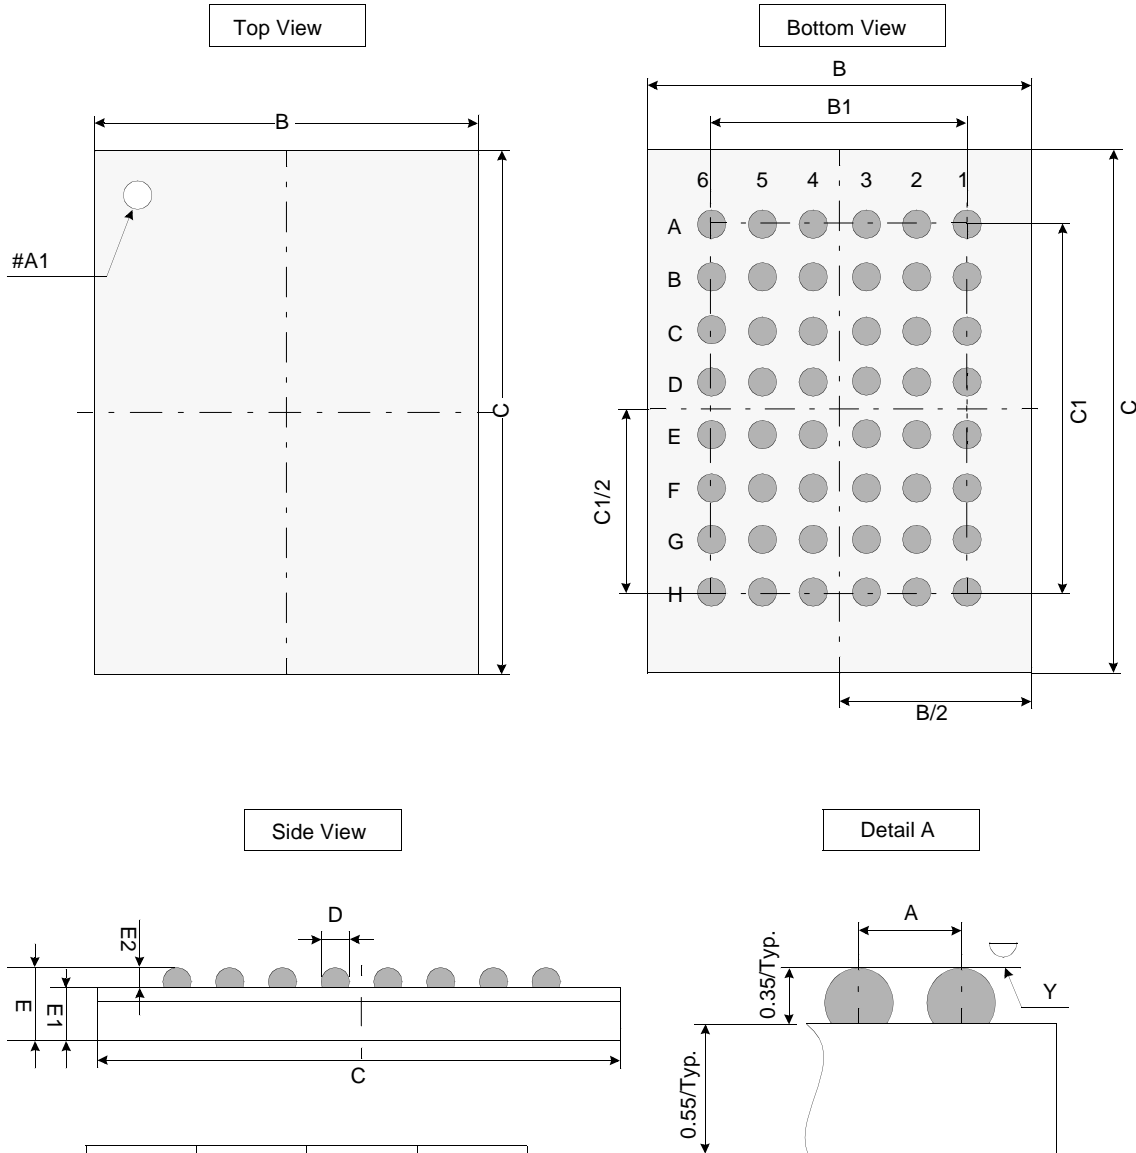 Top View
Bottom View
B
B
B1
6 5 4 3 2 1
#A1
A
B
C
D
E
F
G
H
C
C1/2
C1
C
B/2
Side View
Detail A
E2
D
E
E1
C
A
0.35/Typ.
Y
0.55/Typ.